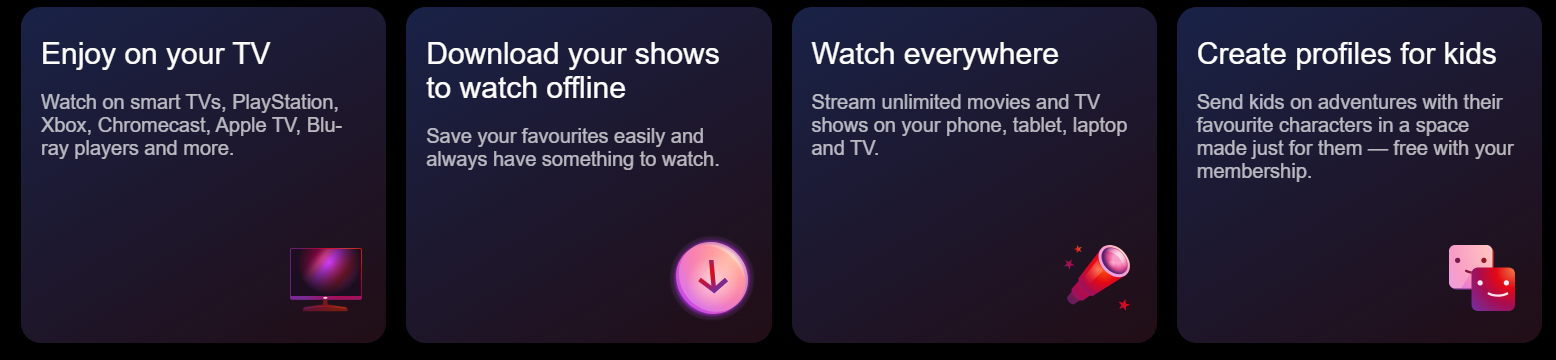 Enjoy on your TV
Watch on smart TVs, PlayStation,
Xbox, Chromecast, Apple TV, Blu-
ray players and more.
Download your shows
to watch offline
Save your favourites easily and
always have something to watch.
Watch everywhere
Stream unlimited movies and TV
shows on your phone, tablet, laptop
and TV.
Create profiles for kids
Send kids on adventures with their
favourite characters in a space
made just for them — free with your
membership.